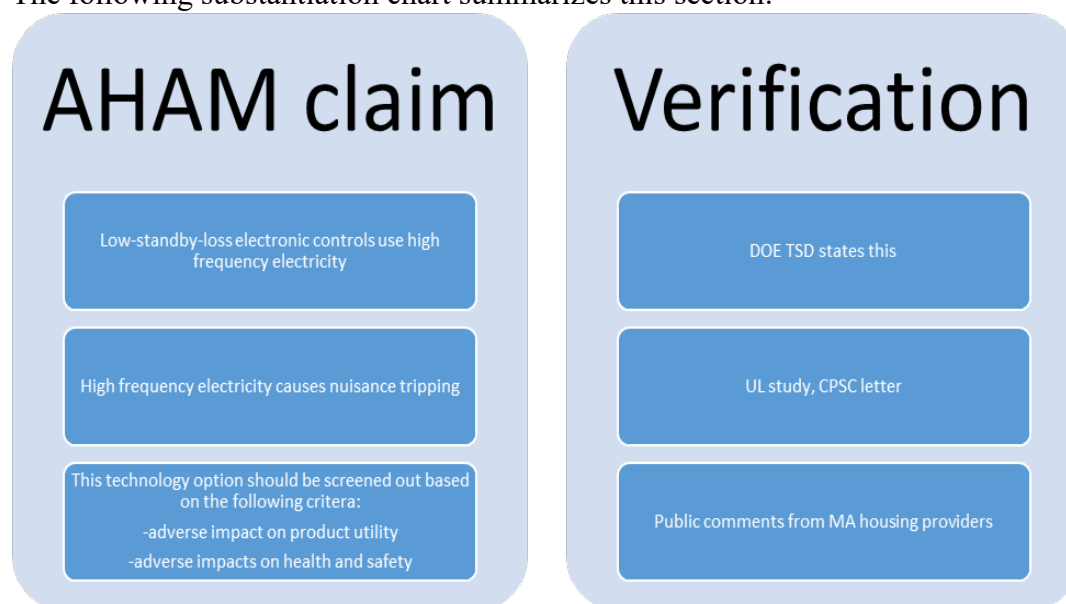 The following substantiation chart summarizes this section:
AHAM claim
Low-standby-loss electronic controls use high
frequency electricity
High frequency electricity causes nuisance tripping
This technology option should be screened out based
on the following critera:
-adverse impact on product utility
-adverse impacts on health and safety
Verification
DOE TSD states this
UL study, CPSC letter
Public comments from MA housing providers